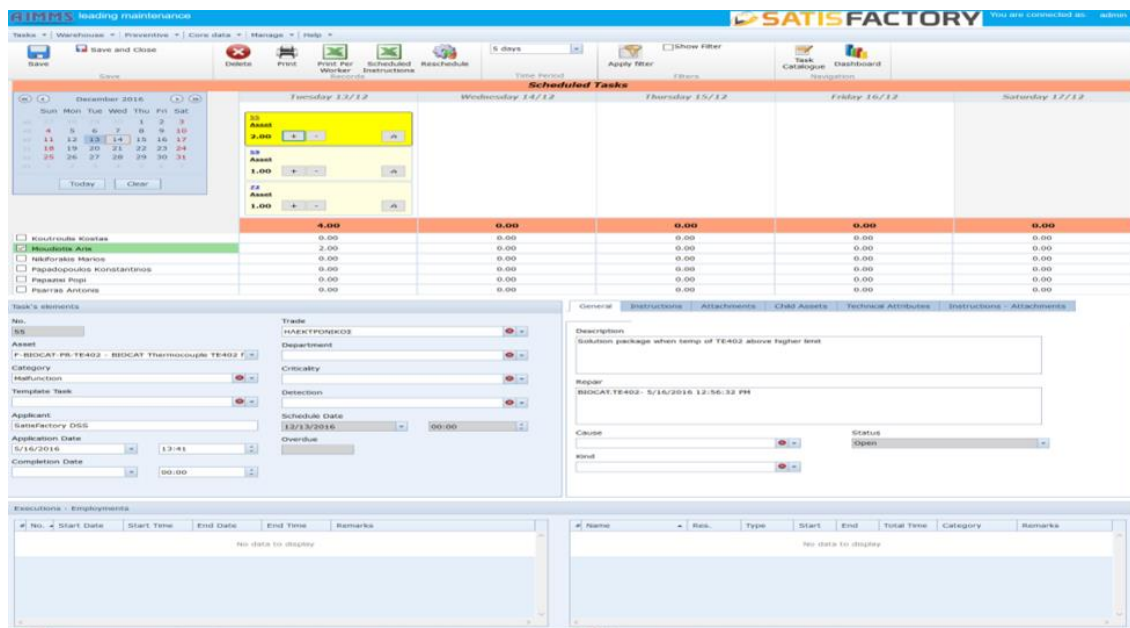 AIMMS leading maintenance
SATISFACTORY
You are connected as: admin
Tasks Warehouse Preventive Core data Manage Help
Save
Save and Close
Delete
Print
Print Per Worker
Scheduled Instructions
Reschedule
5 days
Apply filter
Show Filter
Task Catalogue
Dashboard
Save
Records
Time Period
Filters
Navigation
Scheduled Tasks
December 2016
Sun Mon Tue Wed Thu Fri Sat
1 2 3
4 5 6 7 8 9 10
11 12 13 14 15 16 17
18 19 20 21 22 23 24
25 26 27 28 29 30 31
Today Clear
Tuesday 13/12 Wednesday 14/12 Thursday 15/12 Friday 16/12 Saturday 17/12
55
Asset
2.00 + -
Asset
1.00 + -
Asset
1.00 + -
4.00 0.00 0.00 0.00 0.00
Koutroulis Kostas 0.00 0.00 0.00 0.00 0.00
Moudiotis Aris 2.00 0.00 0.00 0.00 0.00
Nikiforakis Marios 0.00 0.00 0.00 0.00 0.00
Papadopoulos Konstantinos 0.00 0.00 0.00 0.00 0.00
Papazisi Popi 0.00 0.00 0.00 0.00 0.00
Psarras Antonis 0.00 0.00 0.00 0.00 0.00
Task's elements
No.
55
Asset
F-BIOCAT-PR-TE402 - BIOCAT Thermocouple TE402 f
Category
Malfunction
Template Task
Applicant
Satisfactory DSS
Application Date
5/16/2016 13:41
Completion Date
00:00
Trade
ΗΛΕΚΤΡΟΝΙΚΟΣ
Department
Criticality
Detection
Schedule Date
12/13/2016 00:00
Overdue
General Instructions Attachments Child Assets Technical Attributes Instructions - Attachments
Description
Solution package when temp of TE402 above higher limit
Repair
BIOCAT.TE402- 5/16/2016 12:56:32 PM
Cause
Status
Open
Kind
Executions - Employments
# No. Start Date Start Time End Date End Time Remarks
No data to display
# Name Res. Type Start End Total Time Category Remarks
No data to display